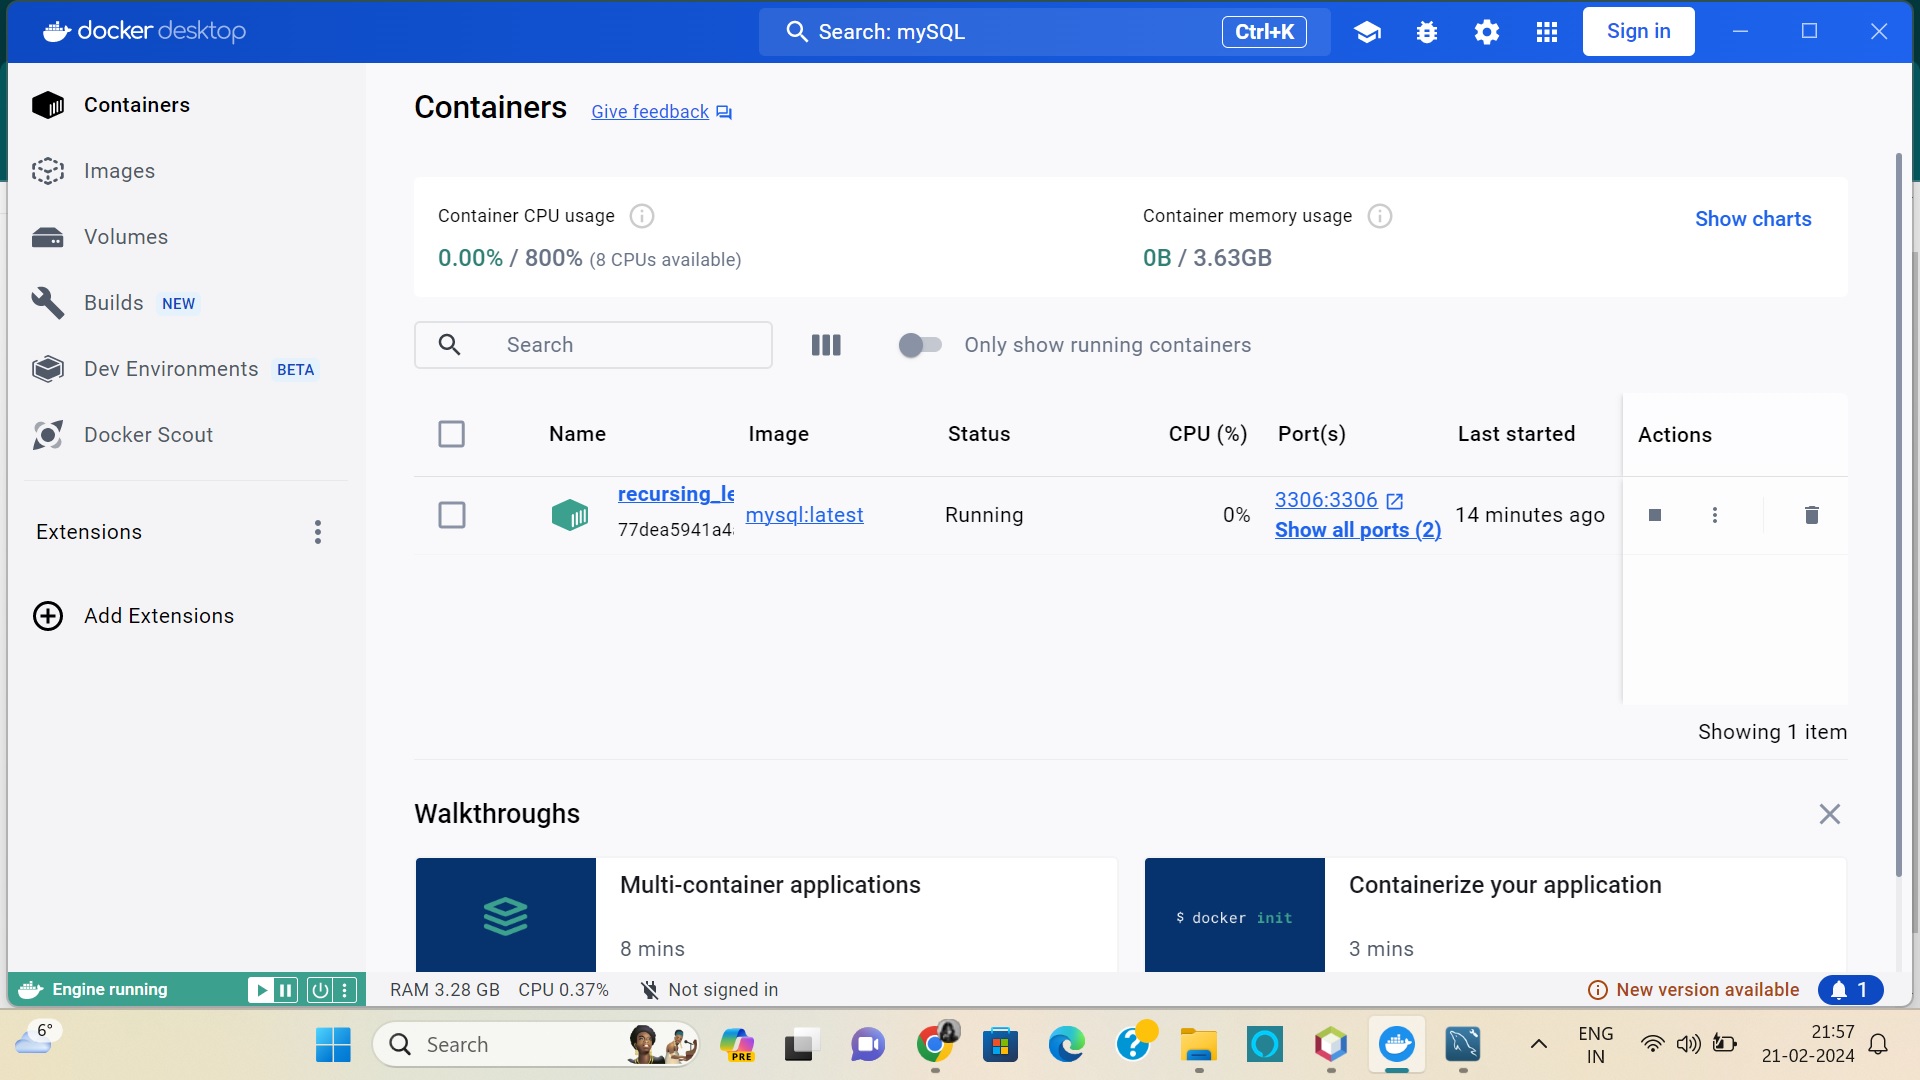 docker desktop
Search: mySQL
Ctrl+K
Sign in
Containers
Images
Volumes
Builds NEW
Dev Environments BETA
Docker Scout
Extensions
Add Extensions
Containers
Give feedback
Container CPU usage
0.00% / 800% (8 CPUs available)
Container memory usage
0B / 3.63GB
Show charts
Search
Only show running containers
Name Image Status CPU (%) Port(s) Last started Actions
recursing_le
77dea5941a4
mysql:latest
Running
0%
3306:3306
Show all ports (2)
14 minutes ago
Showing 1 item
Walkthroughs
Multi-container applications
8 mins
$ docker init
Containerize your application
3 mins
Engine running
RAM 3.28 GB CPU 0.37% Not signed in
New version available
1
6°
Search
PRE
ENG
IN
21:57
21-02-2024